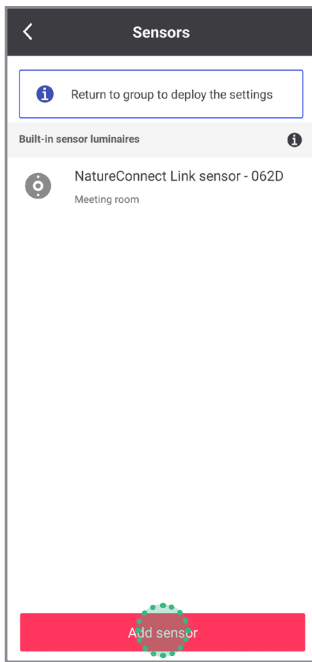 Sensors
Return to group to deploy the settings
Built-in sensor luminaires
NatureConnect Link sensor - 062D
Meeting room
Add sensor